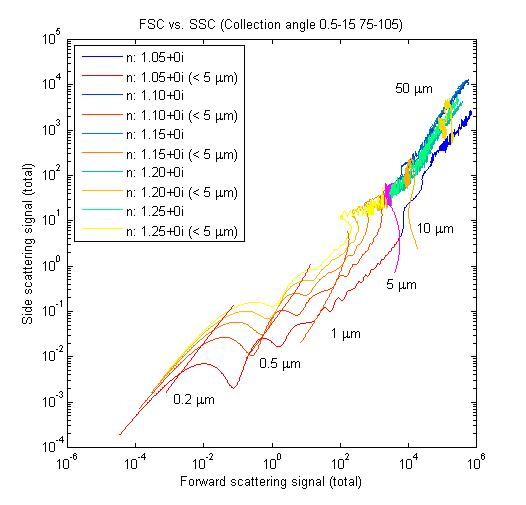 FSC vs. SSC (Collection angle 0.5-15 75-105)
10^5
n: 1.05+0i
n: 1.05+0i (< 5 µm)
n: 1.10+0i
n: 1.10+0i (< 5 µm)
n: 1.15+0i
n: 1.15+0i (< 5 µm)
n: 1.20+0i
n: 1.20+0i (< 5 µm)
n: 1.25+0i
n: 1.25+0i (< 5 µm)
50 µm
10 µm
5 µm
1 µm
0.5 µm
0.2 µm
10^4
10^3
10^2
10^1
10^0
10^-1
10^-2
10^-3
10^-4
Side scattering signal (total)
10^-6
10^-4
10^-2
10^0
10^2
10^4
10^6
Forward scattering signal (total)